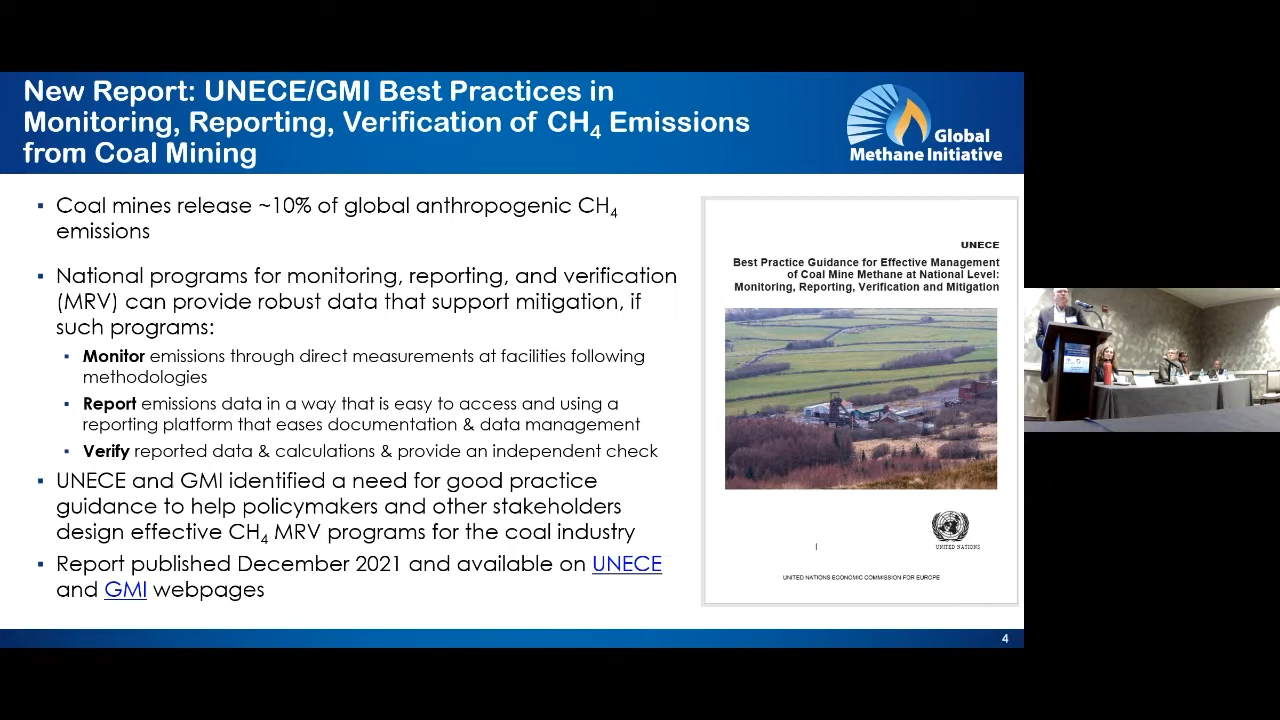 New Report: UNECE/GMI Best Practices in
Monitoring, Reporting, Verification of CH₄ Emissions
from Coal Mining
Global
Methane Initiative
▪ Coal mines release ~10% of global anthropogenic CH₄
emissions
▪ National programs for monitoring, reporting, and verification
(MRV) can provide robust data that support mitigation, if
such programs:
▪ Monitor emissions through direct measurements at facilities following
methodologies
▪ Report emissions data in a way that is easy to access and using a
reporting platform that eases documentation & data management
▪ Verify reported data & calculations & provide an independent check
▪ UNECE and GMI identified a need for good practice
guidance to help policymakers and other stakeholders
design effective CH₄ MRV programs for the coal industry
▪ Report published December 2021 and available on UNECE
and GMI webpages
UNECE
Best Practice Guidance for Effective Management
of Coal Mine Methane at National Level:
Monitoring, Reporting, Verification and Mitigation
UNITED NATIONS
UNITED NATIONS ECONOMIC COMMISSION FOR EUROPE
4